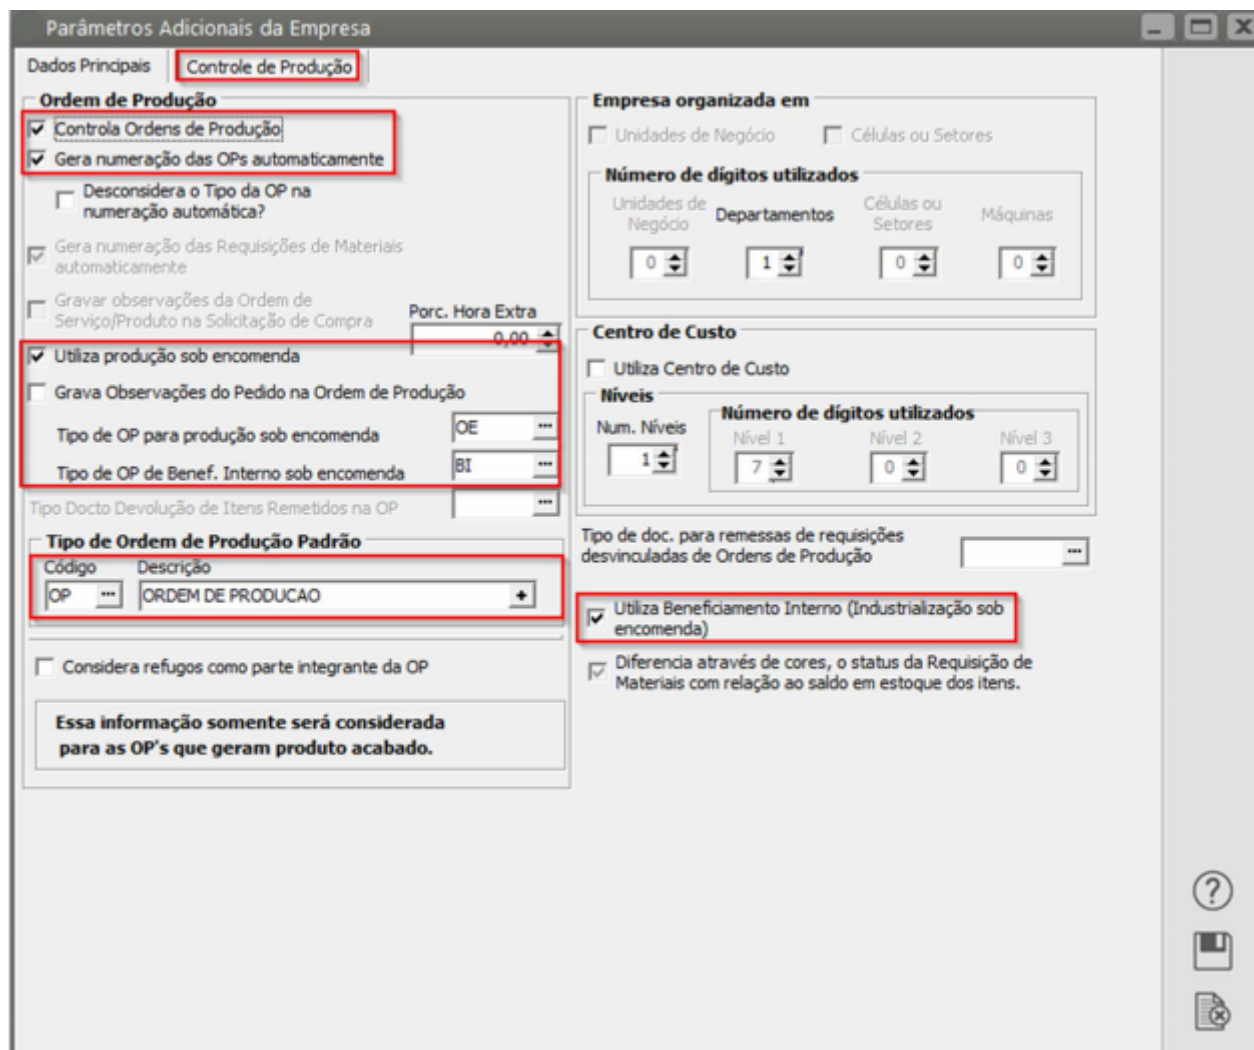 Parâmetros Adicionais da Empresa
Dados Principais
Controle de Produção
Ordem de Produção
Controla Ordens de Produção
Gera numeração das OPs automaticamente
Desconsidera o Tipo da OP na
numeração automática?
Gera numeração das Requisições de Materiais
automaticamente
Gravar observações da Ordem de
Serviço/Produto na Solicitação de Compra
Porc. Hora Extra
0,00
Utiliza produção sob encomenda
Grava Observações do Pedido na Ordem de Produção
Tipo de OP para produção sob encomenda
OE
Tipo de OP de Benef. Interno sob encomenda
BI
Tipo Docto Devolução de Itens Remetidos na OP
Tipo de Ordem de Produção Padrão
Código Descrição
OP ORDEM DE PRODUCAO
Considera refugos como parte integrante da OP
Essa informação somente será considerada
para as OP's que geram produto acabado.
Empresa organizada em
Unidades de Negócio Células ou Setores
Número de dígitos utilizados
Unidades de
Negócio
Departamentos
Células ou
Setores
Máquinas
0 1 0 0
Centro de Custo
Utiliza Centro de Custo
Níveis
Num. Níveis
1
Número de dígitos utilizados
Nível 1 Nível 2 Nível 3
7 0 0
Tipo de doc. para remessas de requisições
desvinculadas de Ordens de Produção
Utiliza Beneficiamento Interno (Industrialização sob
encomenda)
Diferencia através de cores, o status da Requisição de
Materiais com relação ao saldo em estoque dos itens.